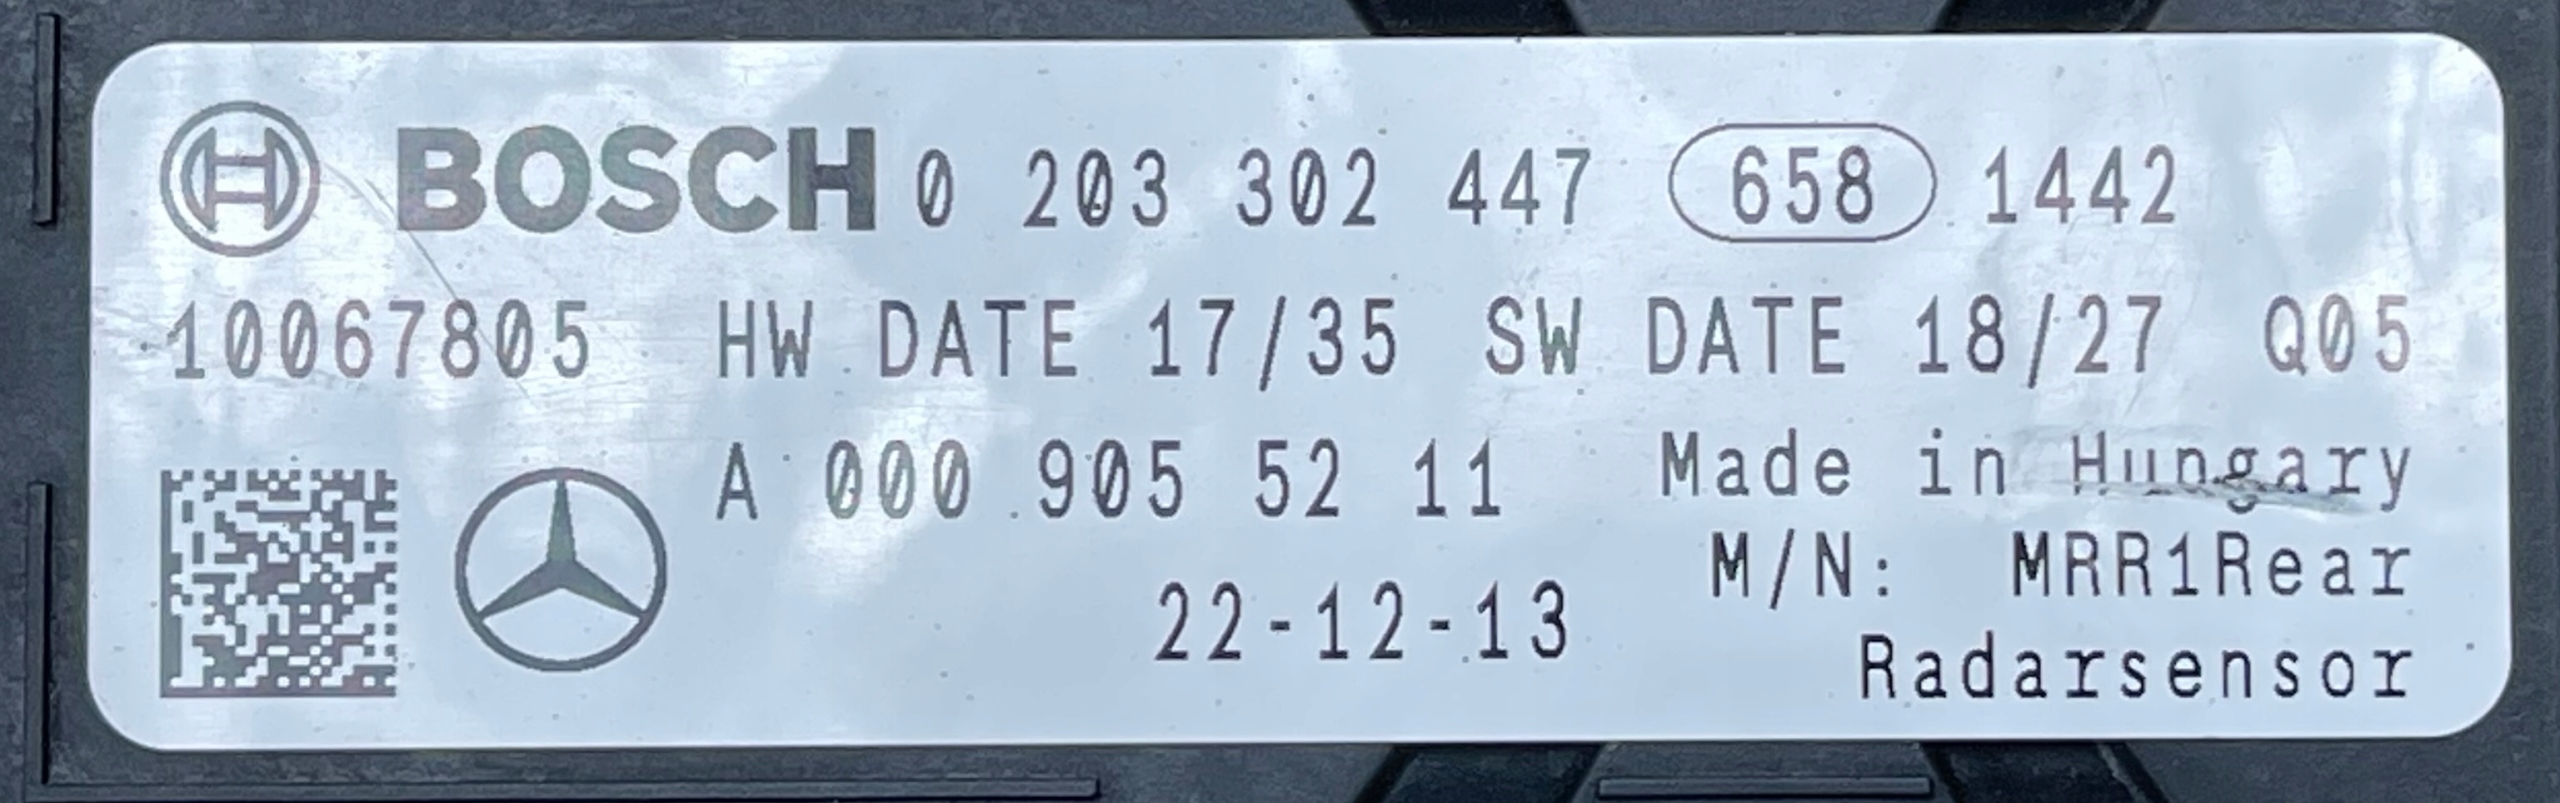 BOSCH 0 203 302 447 658 1442
10067805 HW DATE 17/35 SW DATE 18/27 Q05
A 000 905 52 11 Made in Hungary
M/N: MRR1Rear
22-12-13
Radarsensor